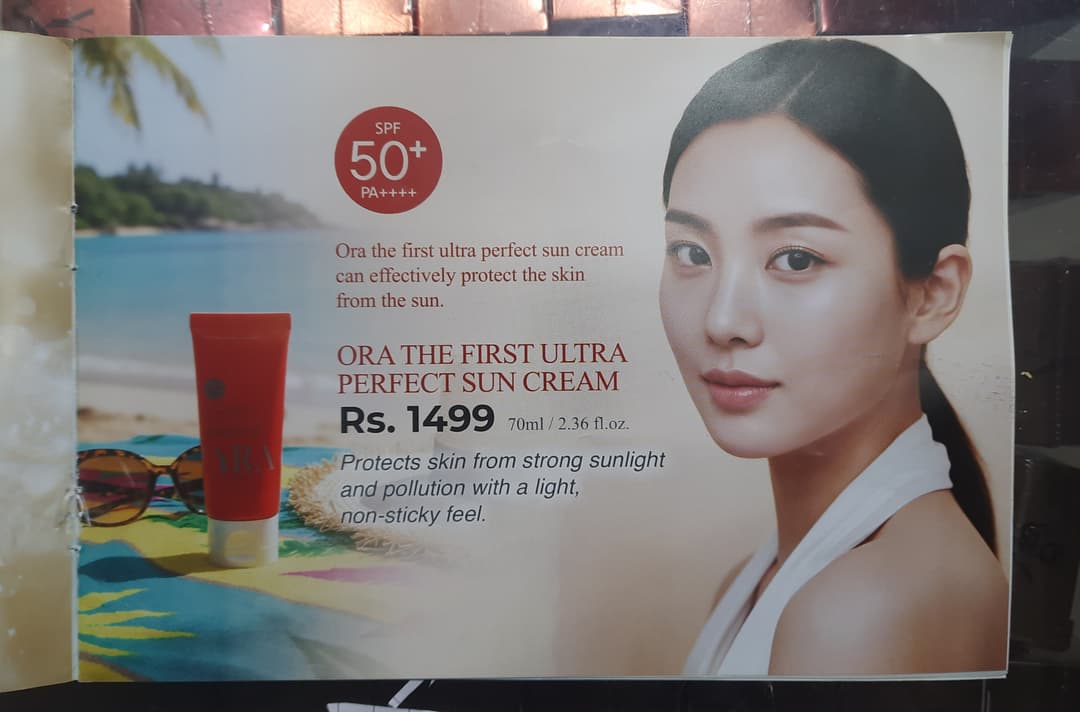 SPF
50+
PA++++
Ora the first ultra perfect sun cream
can effectively protect the skin
from the sun.
ORA THE FIRST ULTRA
PERFECT SUN CREAM
Rs. 1499 70ml / 2.36 fl.oz.
Protects skin from strong sunlight
and pollution with a light,
non-sticky feel.